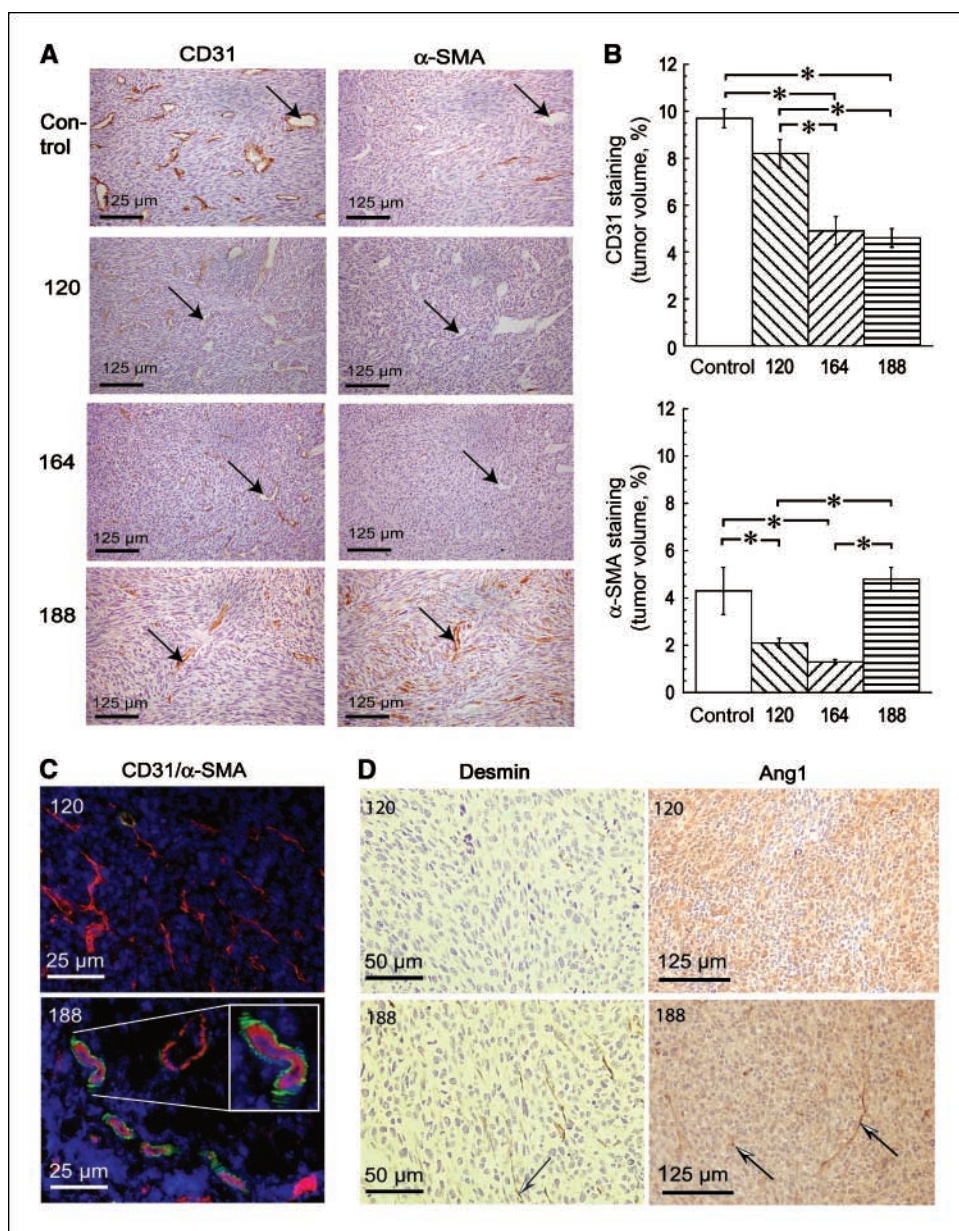 A
CD31
α-SMA
Con-
trol
125 µm
125 µm
120
125 µm
125 µm
164
125 µm
125 µm
188
125 µm
125 µm
B
12
10
8
6
4
2
0
CD31 staining
(tumor volume, %)
*
*
*
*
Control 120 164 188
12
10
8
6
4
2
0
α-SMA staining
(tumor volume, %)
*
*
*
*
Control 120 164 188
C
CD31/α-SMA
120
25 µm
188
25 µm
D
Desmin
Ang1
120
50 µm
120
125 µm
188
50 µm
188
125 µm